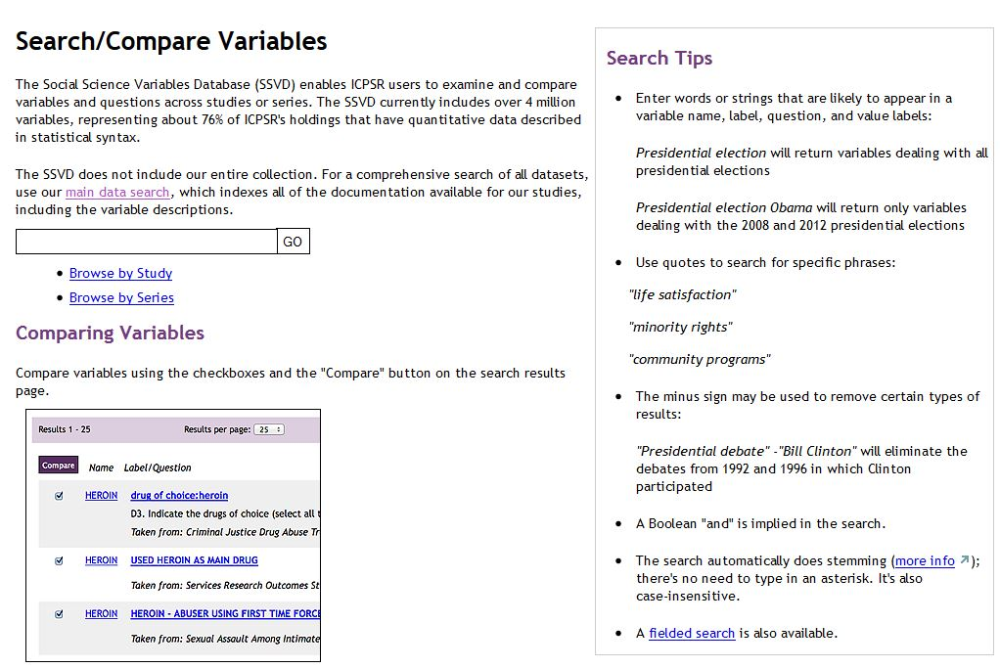 Search/Compare Variables
The Social Science Variables Database (SSVD) enables ICPSR users to examine and compare
variables and questions across studies or series. The SSVD currently includes over 4 million
variables, representing about 76% of ICPSR's holdings that have quantitative data described
in statistical syntax.
The SSVD does not include our entire collection. For a comprehensive search of all datasets,
use our main data search, which indexes all of the documentation available for our studies,
including the variable descriptions.
GO
• Browse by Study
• Browse by Series
Comparing Variables
Compare variables using the checkboxes and the "Compare" button on the search results
page.
Results 1 - 25 Results per page: 25
Compare Name Label/Question
HEROIN drug of choice:heroin
D3. Indicate the drugs of choice (select all t
Taken from: Criminal Justice Drug Abuse Tr
HEROIN USED HEROIN AS MAIN DRUG
Taken from: Services Research Outcomes St
HEROIN HEROIN - ABUSER USING FIRST TIME FORCE
Taken from: Sexual Assault Among Intimate
Search Tips
• Enter words or strings that are likely to appear in a
variable name, label, question, and value labels:
Presidential election will return variables dealing with all
presidential elections
Presidential election Obama will return only variables
dealing with the 2008 and 2012 presidential elections
• Use quotes to search for specific phrases:
"life satisfaction"
"minority rights"
"community programs"
• The minus sign may be used to remove certain types of
results:
"Presidential debate" -"Bill Clinton" will eliminate the
debates from 1992 and 1996 in which Clinton
participated
• A Boolean "and" is implied in the search.
• The search automatically does stemming (more info );
there's no need to type in an asterisk. It's also
case-insensitive.
• A fielded search is also available.